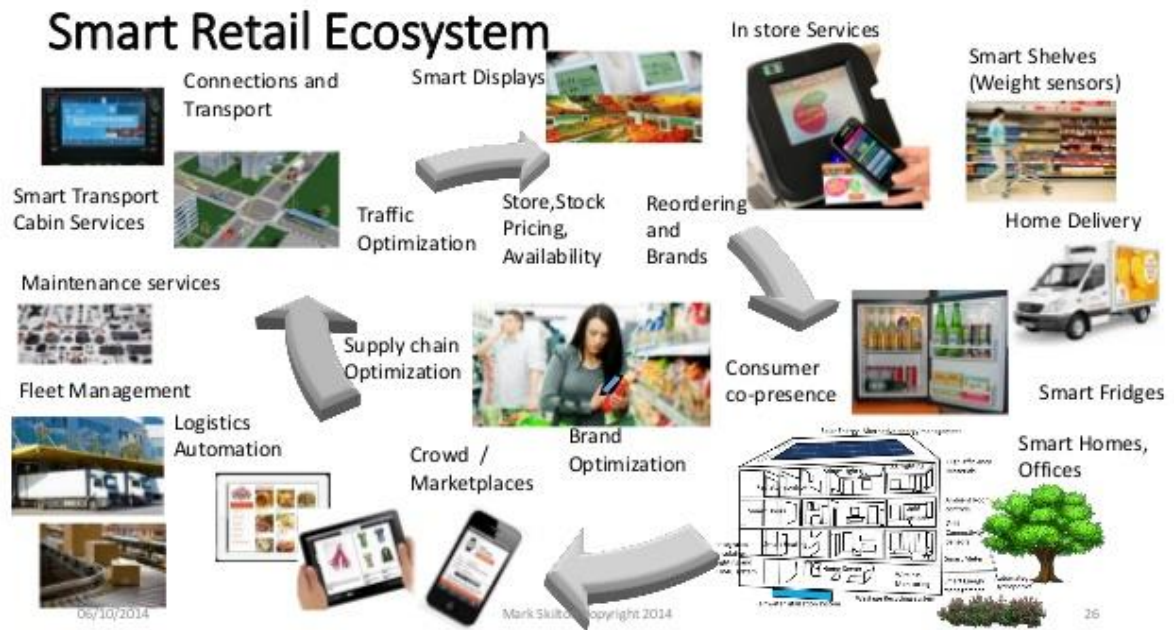 Smart Retail Ecosystem
In store Services
Connections and
Transport
Smart Displays
Smart Shelves
(Weight sensors)
Smart Transport
Cabin Services
Traffic
Optimization
Store,Stock
Pricing,
Availability
Reordering
and
Brands
Home Delivery
Maintenance services
Supply chain
Optimization
Consumer
co-presence
Smart Fridges
Fleet Management
Logistics
Automation
Crowd /
Marketplaces
Brand
Optimization
Smart Homes,
Offices
06/10/2014
Mark Skilton Copyright 2014
26